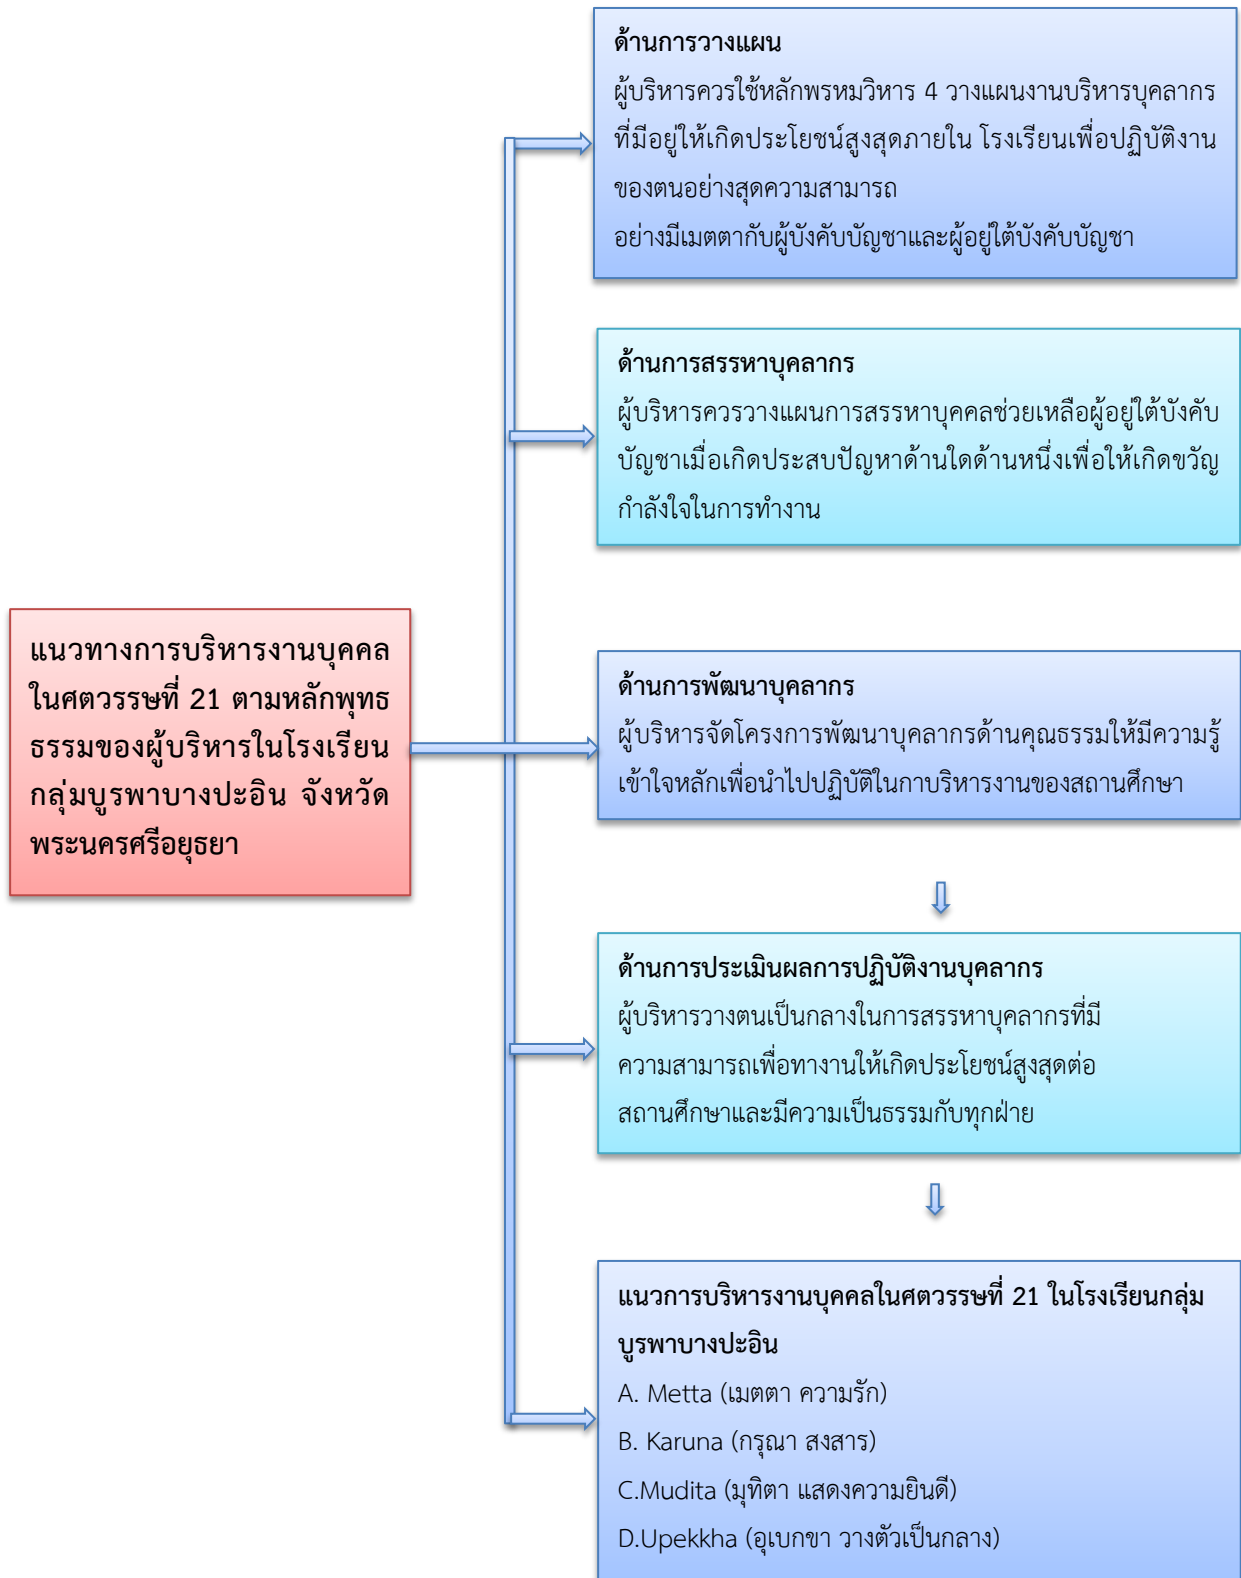 ด้านการวางแผน
ผู้บริหารควรใช้หลักพรหมวิหาร 4 วางแผนงานบริหารบุคลากร
ที่มีอยู่ให้เกิดประโยชน์สูงสุดภายใน โรงเรียนเพื่อปฏิบัติงาน
ของตนอย่างสุดความสามารถ
อย่างมีเมตตากับผู้บังคับบัญชาและผู้อยู่ใต้บังคับบัญชา
ด้านการสรรหาบุคลากร
ผู้บริหารควรวางแผนการสรรหาบุคคลช่วยเหลือผู้อยู่ใต้บังคับ
บัญชาเมื่อเกิดประสบปัญหาด้านใดด้านหนึ่งเพื่อให้เกิดขวัญ
กำลังใจในการทำงาน
แนวทางการบริหารงานบุคคล
ในศตวรรษที่ 21 ตามหลักพุทธ
ธรรมของผู้บริหารในโรงเรียน
กลุ่มบูรพาบางปะอิน จังหวัด
พระนครศรีอยุธยา
ด้านการพัฒนาบุคลากร
ผู้บริหารจัดโครงการพัฒนาบุคลากรด้านคุณธรรมให้มีความรู้
เข้าใจหลักเพื่อนำไปปฏิบัติในกาบริหารงานของสถานศึกษา
ด้านการประเมินผลการปฏิบัติงานบุคลากร
ผู้บริหารวางตนเป็นกลางในการสรรหาบุคลากรที่มี
ความสามารถเพื่อทางานให้เกิดประโยชน์สูงสุดต่อ
สถานศึกษาและมีความเป็นธรรมกับทุกฝ่าย
แนวการบริหารงานบุคคลในศตวรรษที่ 21 ในโรงเรียนกลุ่ม
บูรพาบางปะอิน
A. Metta (เมตตา ความรัก)
B. Karuna (กรุณา สงสาร)
C.Mudita (มุทิตา แสดงความยินดี)
D.Upekkha (อุเบกขา วางตัวเป็นกลาง)